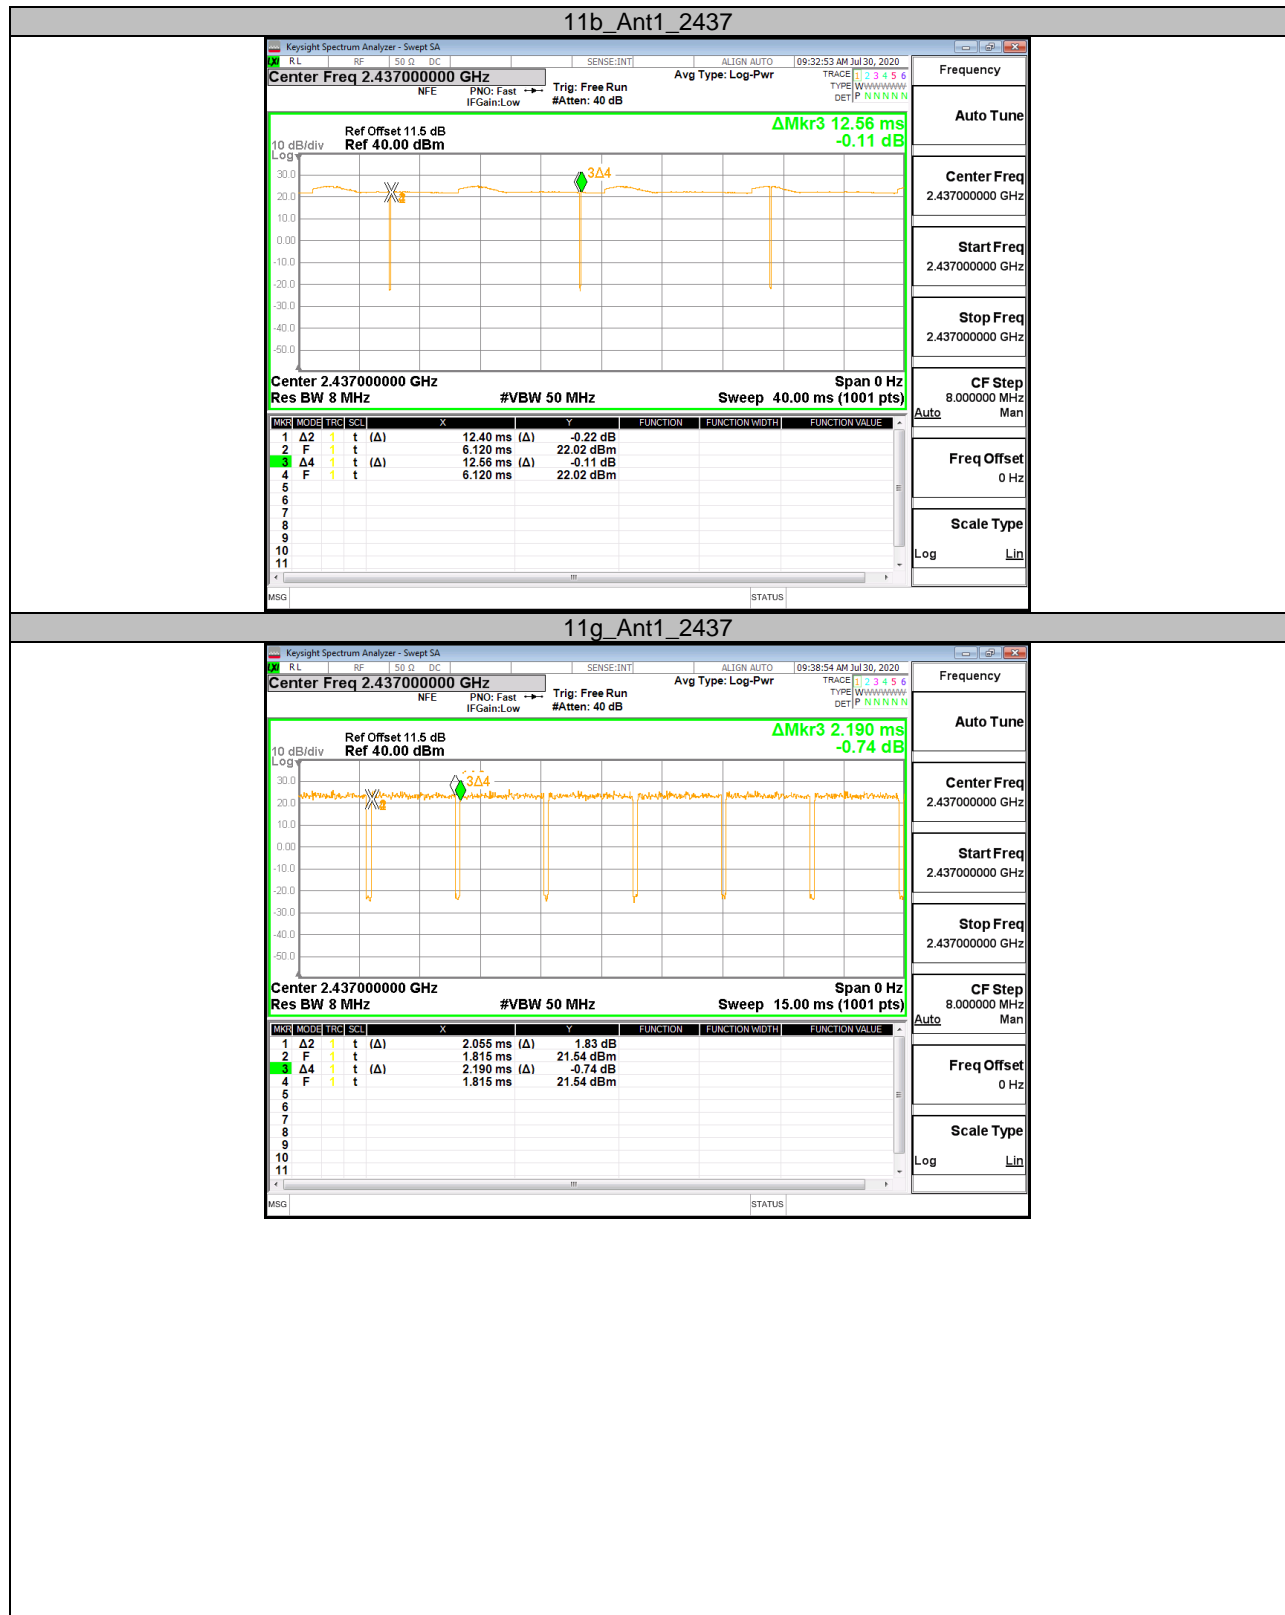 11b_Ant1_2437
Keysight Spectrum Analyzer - Swept SA
LXI RL RF 50 Ω DC SENSE:INT ALIGN AUTO 09:32:53 AM Jul 30, 2020
Center Freq 2.437000000 GHz
NFE PNO: Fast IFGain:Low
Trig: Free Run
#Atten: 40 dB
Avg Type: Log-Pwr
TRACE 1 2 3 4 5 6
TYPE WWWWWWW
DET P N N N N N
Frequency
Ref Offset 11.5 dB
Ref 40.00 dBm
10 dB/div
Log
ΔMkr3 12.56 ms
-0.11 dB
30.0
20.0
10.0
0.00
-10.0
-20.0
-30.0
-40.0
-50.0
3Δ4
Center 2.437000000 GHz Span 0 Hz
Res BW 8 MHz #VBW 50 MHz Sweep 40.00 ms (1001 pts)
MKR MODE TRC SCL X Y FUNCTION FUNCTION WIDTH FUNCTION VALUE
1 Δ2 1 t (Δ) 12.40 ms (Δ) -0.22 dB
2 F 1 t 6.120 ms 22.02 dBm
3 Δ4 1 t (Δ) 12.56 ms (Δ) -0.11 dB
4 F 1 t 6.120 ms 22.02 dBm
5
6
7
8
9
10
11
MSG STATUS
Auto Tune
Center Freq
2.437000000 GHz
Start Freq
2.437000000 GHz
Stop Freq
2.437000000 GHz
CF Step
8.000000 MHz
Auto Man
Freq Offset
0 Hz
Scale Type
Log Lin
11g_Ant1_2437
Keysight Spectrum Analyzer - Swept SA
LXI RL RF 50 Ω DC SENSE:INT ALIGN AUTO 09:38:54 AM Jul 30, 2020
Center Freq 2.437000000 GHz
NFE PNO: Fast IFGain:Low
Trig: Free Run
#Atten: 40 dB
Avg Type: Log-Pwr
TRACE 1 2 3 4 5 6
TYPE WWWWWWW
DET P N N N N N
Frequency
Ref Offset 11.5 dB
Ref 40.00 dBm
10 dB/div
Log
ΔMkr3 2.190 ms
-0.74 dB
30.0
20.0
10.0
0.00
-10.0
-20.0
-30.0
-40.0
-50.0
3Δ4
Center 2.437000000 GHz Span 0 Hz
Res BW 8 MHz #VBW 50 MHz Sweep 15.00 ms (1001 pts)
MKR MODE TRC SCL X Y FUNCTION FUNCTION WIDTH FUNCTION VALUE
1 Δ2 1 t (Δ) 2.055 ms (Δ) 1.83 dB
2 F 1 t 1.815 ms 21.54 dBm
3 Δ4 1 t (Δ) 2.190 ms (Δ) -0.74 dB
4 F 1 t 1.815 ms 21.54 dBm
5
6
7
8
9
10
11
MSG STATUS
Auto Tune
Center Freq
2.437000000 GHz
Start Freq
2.437000000 GHz
Stop Freq
2.437000000 GHz
CF Step
8.000000 MHz
Auto Man
Freq Offset
0 Hz
Scale Type
Log Lin